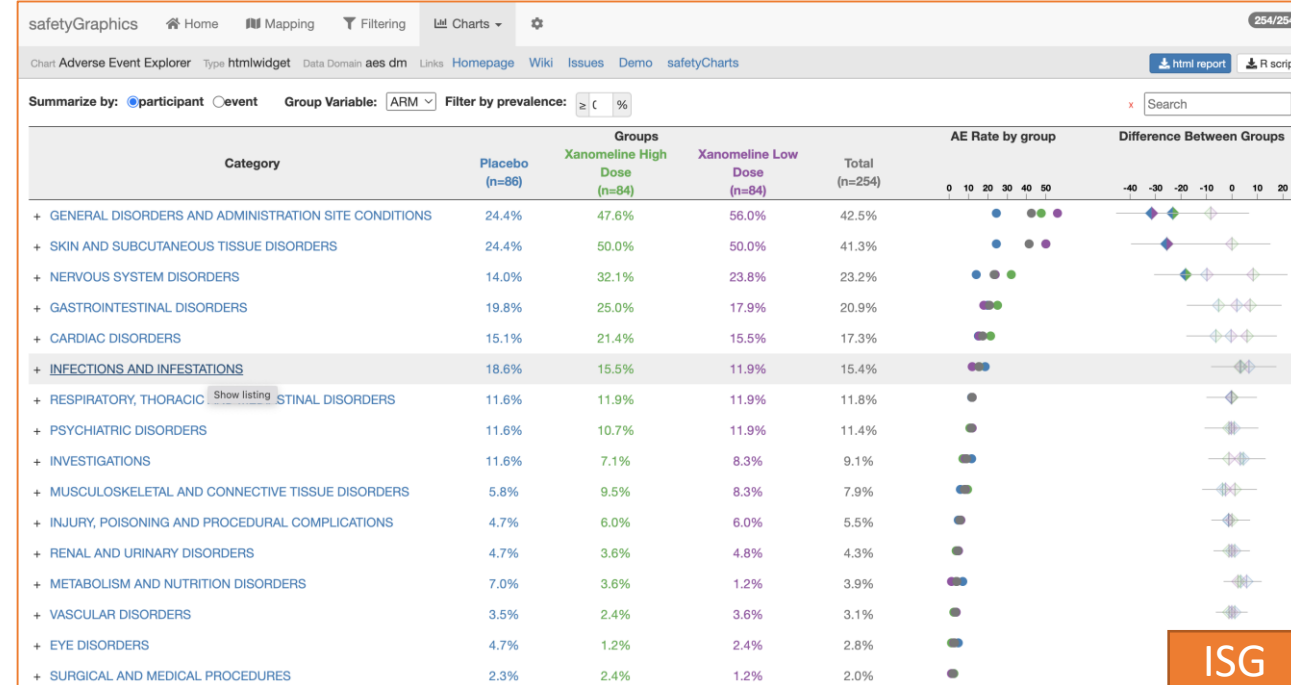 safetyGraphics Home Mapping Filtering Charts 254/254
Chart Adverse Event Explorer Type htmlwidget Data Domain aes dm Links Homepage Wiki Issues Demo safetyCharts html report R scrip
Summarize by: participant event Group Variable: ARM Filter by prevalence: ≥ % x Search
Groups AE Rate by group Difference Between Groups
Category Placebo (n=86) Xanomeline High Dose (n=84) Xanomeline Low Dose (n=84) Total (n=254)
0 10 20 30 40 50 -40 -30 -20 -10 0 10 20
+ GENERAL DISORDERS AND ADMINISTRATION SITE CONDITIONS 24.4% 47.6% 56.0% 42.5%
+ SKIN AND SUBCUTANEOUS TISSUE DISORDERS 24.4% 50.0% 50.0% 41.3%
+ NERVOUS SYSTEM DISORDERS 14.0% 32.1% 23.8% 23.2%
+ GASTROINTESTINAL DISORDERS 19.8% 25.0% 17.9% 20.9%
+ CARDIAC DISORDERS 15.1% 21.4% 15.5% 17.3%
+ INFECTIONS AND INFESTATIONS 18.6% 15.5% 11.9% 15.4%
Show listing
+ RESPIRATORY, THORACIC STINAL DISORDERS 11.6% 11.9% 11.9% 11.8%
+ PSYCHIATRIC DISORDERS 11.6% 10.7% 11.9% 11.4%
+ INVESTIGATIONS 11.6% 7.1% 8.3% 9.1%
+ MUSCULOSKELETAL AND CONNECTIVE TISSUE DISORDERS 5.8% 9.5% 8.3% 7.9%
+ INJURY, POISONING AND PROCEDURAL COMPLICATIONS 4.7% 6.0% 6.0% 5.5%
+ RENAL AND URINARY DISORDERS 4.7% 3.6% 4.8% 4.3%
+ METABOLISM AND NUTRITION DISORDERS 7.0% 3.6% 1.2% 3.9%
+ VASCULAR DISORDERS 3.5% 2.4% 3.6% 3.1%
+ EYE DISORDERS 4.7% 1.2% 2.4% 2.8%
+ SURGICAL AND MEDICAL PROCEDURES 2.3% 2.4% 1.2% 2.0%
ISG